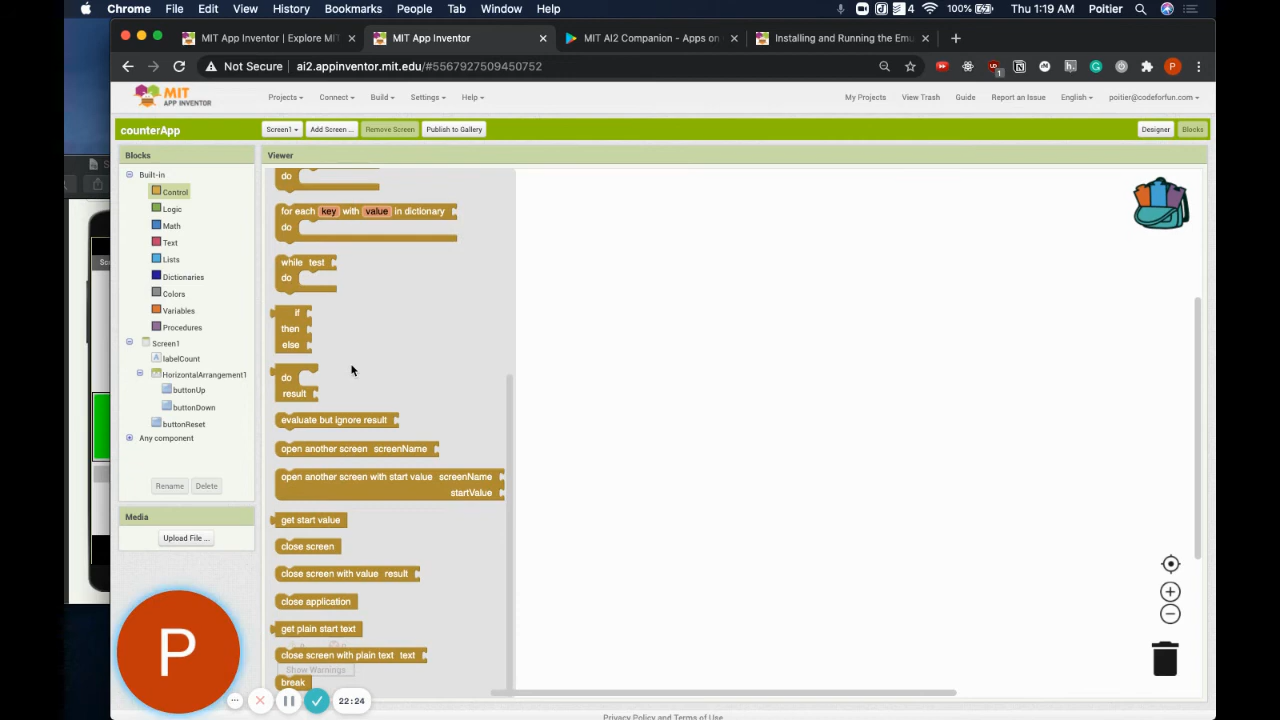 Chrome File Edit View History Bookmarks People Tab Window Help
4 100% Thu 1:19 AM Poitier
MIT App Inventor | Explore MIT
MIT App Inventor
MIT AI2 Companion - Apps on
Installing and Running the Emu
Not Secure ai2.appinventor.mit.edu/#5567927509450752
1
P
MIT
APP INVENTOR
Projects Connect Build Settings Help
My Projects View Trash Guide Report an Issue English poitier@codeforfun.com
counterApp
Screen1 Add Screen ... Remove Screen Publish to Gallery
Designer Blocks
Blocks
Built-in
Control
Logic
Math
Text
Lists
Dictionaries
Colors
Variables
Procedures
Screen1
labelCount
HorizontalArrangement1
buttonUp
buttonDown
buttonReset
Any component
Rename Delete
Media
Upload File ...
Viewer
do
for each key with value in dictionary
do
while test
do
if
then
else
do
result
evaluate but ignore result
open another screen screenName
open another screen with start value screenName
startValue
get start value
close screen
close screen with value result
close application
get plain start text
close screen with plain text text
Show Warnings
break
P
22:24
Privacy Policy and Terms of Use